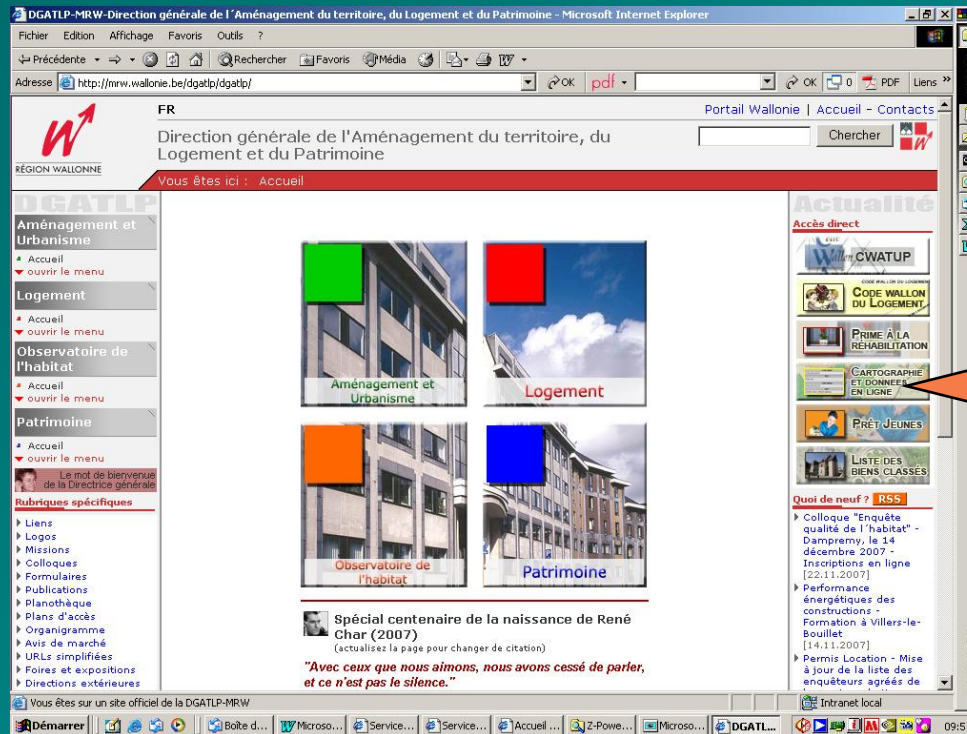 DGATLP-MRW-Direction générale de l´Aménagement du territoire, du Logement et du Patrimoine - Microsoft Internet Explorer
Fichier Edition Affichage Favoris Outils ?
Précédente Rechercher Favoris Média
Adresse http://mrw.wallonie.be/dgatlp/dgatlp/ OK pdf OK 0 PDF Liens »
FR
Portail Wallonie | Accueil - Contacts
Direction générale de l'Aménagement du territoire, du
Logement et du Patrimoine
Chercher
RÉGION WALLONNE
Vous êtes ici : Accueil
DGATLP
Aménagement et
Urbanisme
Accueil
ouvrir le menu
Logement
Accueil
ouvrir le menu
Observatoire de
l'habitat
Accueil
ouvrir le menu
Patrimoine
Accueil
ouvrir le menu
Le mot de bienvenue
de la Directrice générale
Rubriques spécifiques
Liens
Logos
Missions
Colloques
Formulaires
Publications
Planothèque
Plans d'accès
Organigramme
Avis de marché
URLs simplifiées
Foires et expositions
Directions extérieures
Aménagement et
Urbanisme
Logement
Observatoire de
l'habitat
Patrimoine
Spécial centenaire de la naissance de René
Char (2007)
(actualisez la page pour changer de citation)
"Avec ceux que nous aimons, nous avons cessé de parler,
et ce n'est pas le silence."
Actualité
Accès direct
CWATUP
CODE WALLON DU LOGEMENT
CODE WALLON
DU LOGEMENT
PRIME À LA
RÉHABILITATION
CARTOGRAPHIE
ET DONNEES
EN LIGNE
PRÊT JEUNES
LISTE DES
BIENS CLASSÉS
Quoi de neuf ? RSS
Colloque "Enquête
qualité de l´habitat" -
Dampremy, le 14
décembre 2007 -
Inscriptions en ligne
[22.11.2007]
Performance
énergétiques des
constructions -
Formation à Villers-le-
Bouillet
[14.11.2007]
Permis Location - Mise
à jour de la liste des
enquêteurs agréés de
Vous êtes sur un site officiel de la DGATLP-MRW
Intranet local
Démarrer Boîte d... Microso... Service... Service... Accueil ... Z-Powe... Microso... DGATL... 09:5